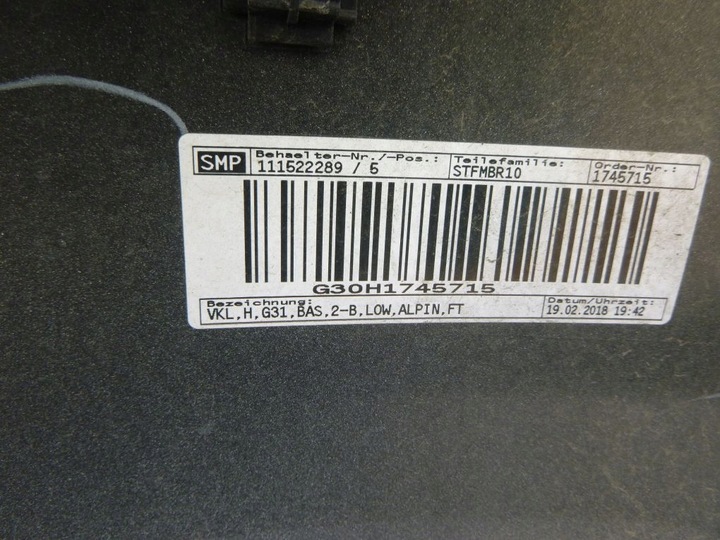 SMP
Behaelter-Nr./-Pos.:
111522289 / 5
Teilefamilie:
STFMBR10
Order-Nr.:
1745715
G30H1745715
Bezeichnung:
VKL,H,G31,BAS,2-B,LOW,ALPIN,FT
Datum/Uhrzeit:
19.02.2018 19:42